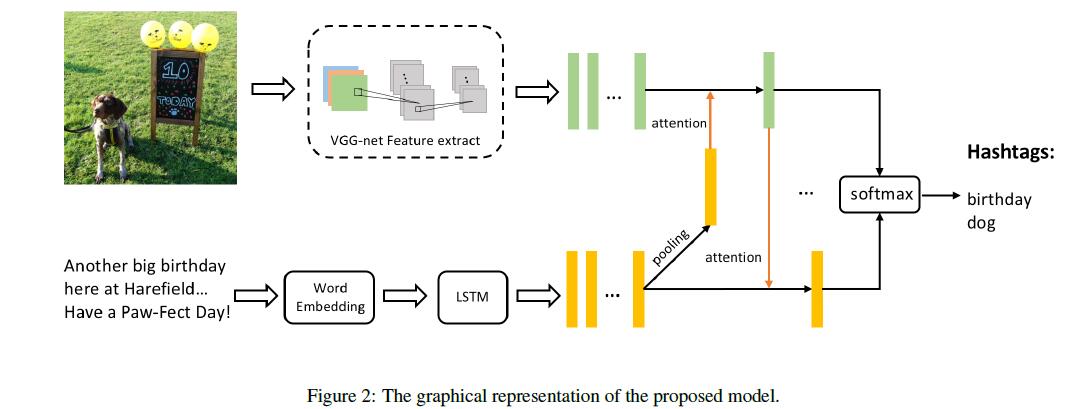 10
TODAY
VGG-net Feature extract
attention
Hashtags:
...
softmax
birthday
dog
pooling
attention
Another big birthday
here at Harefield...
Have a Paw-Fect Day!
Word
Embedding
LSTM
...
...
Figure 2: The graphical representation of the proposed model.